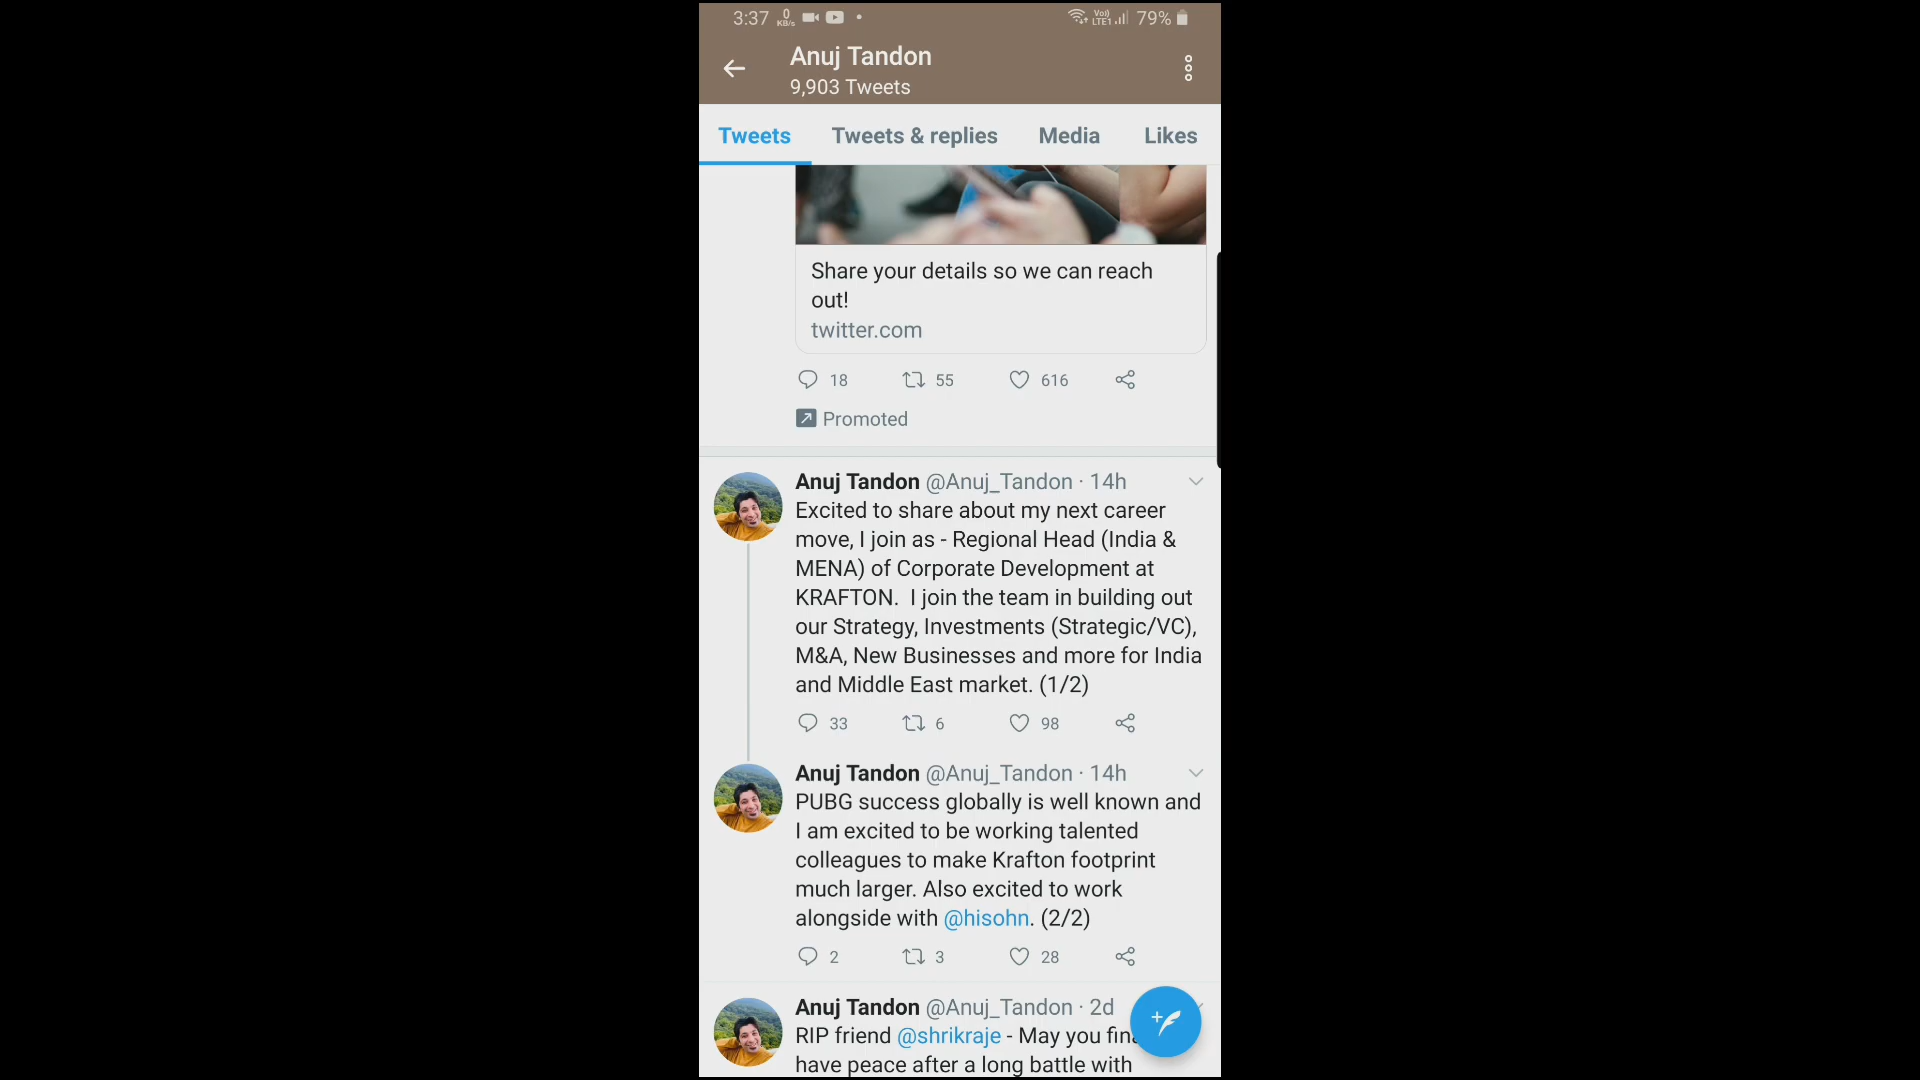 3:37 0 KB/s Vo) LTE1 79%
Anuj Tandon
9,903 Tweets
Tweets Tweets & replies Media Likes
Share your details so we can reach
out!
twitter.com
18 55 616
Promoted
Anuj Tandon @Anuj_Tandon · 14h
Excited to share about my next career
move, I join as - Regional Head (India &
MENA) of Corporate Development at
KRAFTON.  I join the team in building out
our Strategy, Investments (Strategic/VC),
M&A, New Businesses and more for India
and Middle East market. (1/2)
33 6 98
Anuj Tandon @Anuj_Tandon · 14h
PUBG success globally is well known and
I am excited to be working talented
colleagues to make Krafton footprint
much larger. Also excited to work
alongside with @hisohn. (2/2)
2 3 28
Anuj Tandon @Anuj_Tandon · 2d
RIP friend @shrikraje - May you
have peace after a long battle with